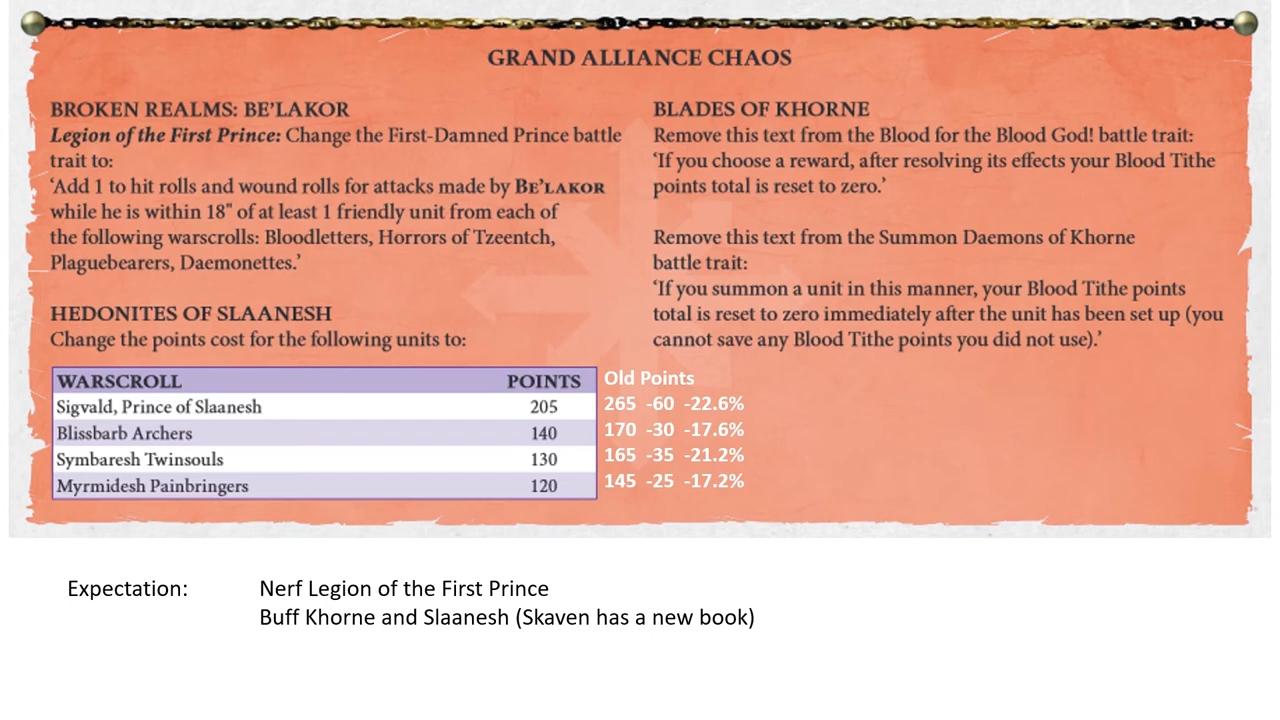 GRAND ALLIANCE CHAOS
BROKEN REALMS: BE’LAKOR
Legion of the First Prince: Change the First-Damned Prince battle
trait to:
‘Add 1 to hit rolls and wound rolls for attacks made by BE’LAKOR
while he is within 18" of at least 1 friendly unit from each of
the following warscrolls: Bloodletters, Horrors of Tzeentch,
Plaguebearers, Daemonettes.’
HEDONITES OF SLAANESH
Change the points cost for the following units to:
WARSCROLL POINTS Old Points
Sigvald, Prince of Slaanesh 205 265 -60 -22.6%
Blissbarb Archers 140 170 -30 -17.6%
Symbaresh Twinsouls 130 165 -35 -21.2%
Myrmidesh Painbringers 120 145 -25 -17.2%
BLADES OF KHORNE
Remove this text from the Blood for the Blood God! battle trait:
‘If you choose a reward, after resolving its effects your Blood Tithe
points total is reset to zero.’
Remove this text from the Summon Daemons of Khorne
battle trait:
‘If you summon a unit in this manner, your Blood Tithe points
total is reset to zero immediately after the unit has been set up (you
cannot save any Blood Tithe points you did not use).’
Expectation: Nerf Legion of the First Prince
Buff Khorne and Slaanesh (Skaven has a new book)